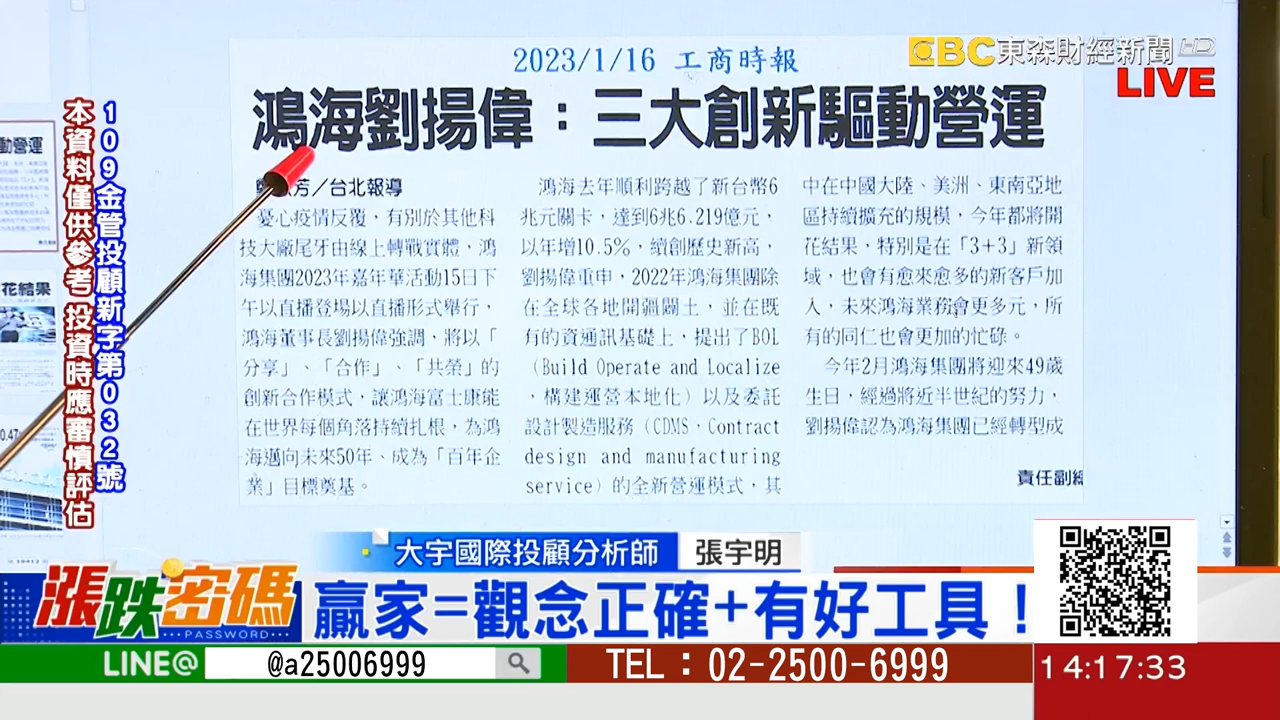 2023/1/16 工商時報
EBC 東森財經新聞 HD
LIVE
鴻海劉揚偉：三大創新驅動營運
芳／台北報導
憂心疫情反覆，有別於其他科
技大廠尾牙由線上轉戰實體，鴻
海集團2023年嘉年華活動15日下
午以直播登場以直播形式舉行，
鴻海董事長劉揚偉強調，將以「
分享」、「合作」、「共榮」的
創新合作模式，讓鴻海富士康能
在世界每個角落持續扎根，為鴻
海邁向未來50年、成為「百年企
業」目標奠基。
鴻海去年順利跨越了新台幣6
兆元關卡，達到6兆6,219億元，
以年增10.5%，續創歷史新高，
劉揚偉重申，2022年鴻海集團除
在全球各地開疆闢土，並在既
有的資通訊基礎上，提出了BOL
（Build Operate and Localize
，構建運營本地化）以及委託
設計製造服務（CDMS，Contract
design and manufacturing
service）的全新營運模式，其
中在中國大陸、美洲、東南亞地
區持續擴充的規模，今年都將開
花結果，特別是在「3+3」新領
域，也會有愈來愈多的新客戶加
入，未來鴻海業務會更多元，所
有的同仁也會更加的忙碌。
今年2月鴻海集團將迎來49歲
生日，經過將近半世紀的努力，
劉揚偉認為鴻海集團已經轉型成
責任副總
109金管投顧新字第032號
本資料僅供參考 投資時應審慎評估
動營運
花結果
0.47
大宇國際投顧分析師 張宇明
漲跌密碼
PASSWORD
贏家=觀念正確+有好工具！
LINE@ @a25006999
TEL：02-2500-6999
14:17:33